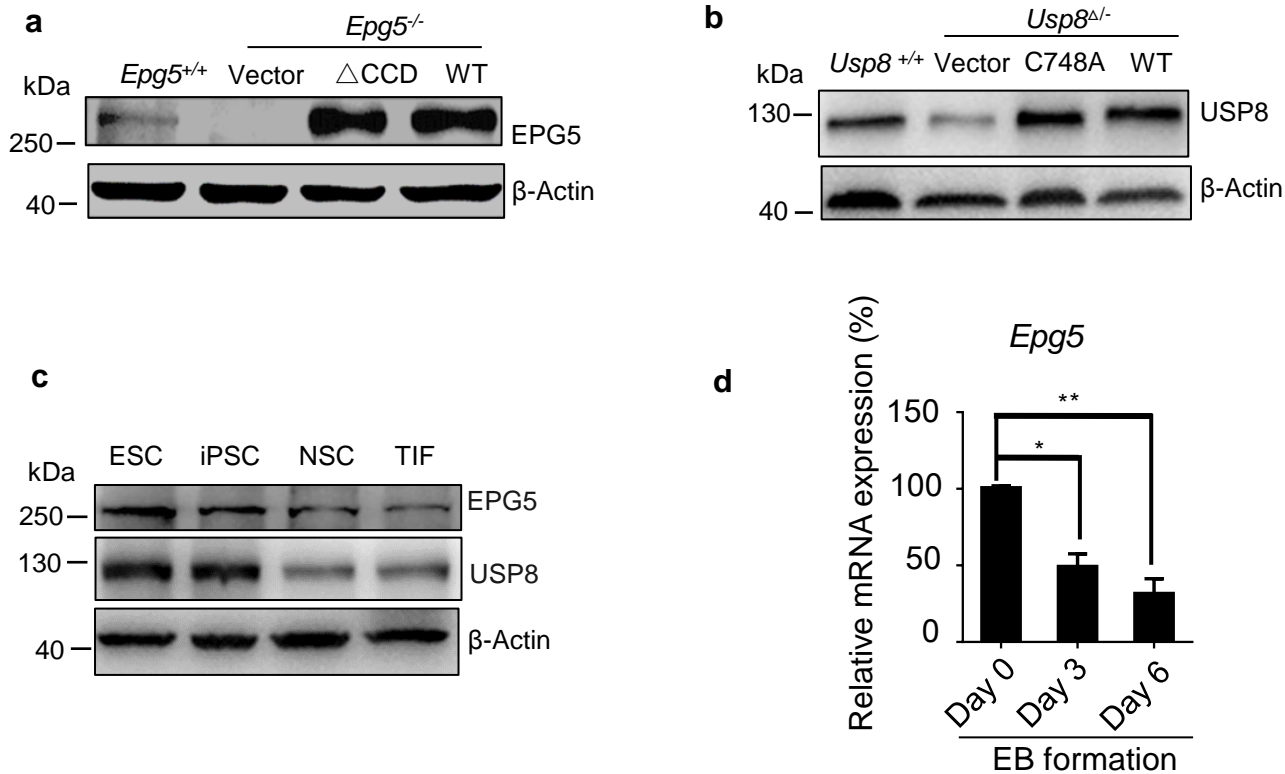 a
Epg5-/-
kDa
Epg5+/+ Vector △CCD WT
250
EPG5
40
β-Actin
b
Usp8Δ/-
kDa
Usp8 +/+ Vector C748A WT
130
USP8
40
β-Actin
c
kDa
ESC iPSC NSC TIF
250
EPG5
130
USP8
40
β-Actin
d
Epg5
Relative mRNA expression (%)
150
100
50
0
**
*
Day 0
Day 3
Day 6
EB formation